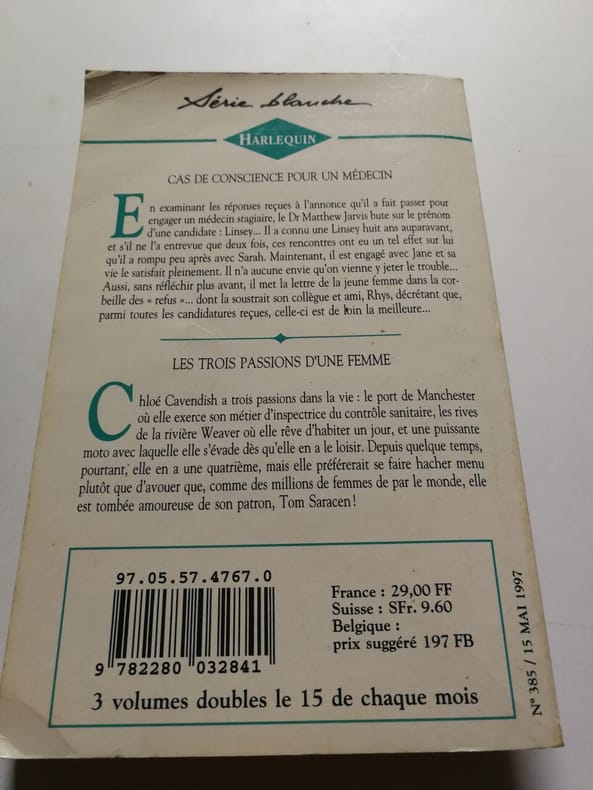 Série blanche
HARLEQUIN
CAS DE CONSCIENCE POUR UN MÉDECIN
En examinant les réponses reçues à l'annonce qu'il a fait passer pour
engager un médecin stagiaire, le Dr Matthew Jarvis bute sur le prénom
d'une candidate : Linsey... Il a connu une Linsey huit ans auparavant,
et s'il ne l'a entrevue que deux fois, ces rencontres ont eu un tel effet sur lui
qu'il a rompu peu après avec Sarah. Maintenant, il est engagé avec Jane et sa
vie le satisfait pleinement. Il n'a aucune envie qu'on vienne y jeter le trouble...
Aussi, sans réfléchir plus avant, il met la lettre de la jeune femme dans la cor-
beille des « refus »... dont la soustrait son collègue et ami, Rhys, décrétant que,
parmi toutes les candidatures reçues, celle-ci est de loin la meilleure...
LES TROIS PASSIONS D'UNE FEMME
Chloé Cavendish a trois passions dans la vie : le port de Manchester
où elle exerce son métier d'inspectrice du contrôle sanitaire, les rives
de la rivière Weaver où elle rêve d'habiter un jour, et une puissante
moto avec laquelle elle s'évade dès qu'elle en a le loisir. Depuis quelque temps,
pourtant, elle en a une quatrième, mais elle préférerait se faire hacher menu
plutôt que d'avouer que, comme des millions de femmes de par le monde, elle
est tombée amoureuse de son patron, Tom Saracen !
97.05.57.4767.0
9 782280 032841
France : 29,00 FF
Suisse : SFr. 9.60
Belgique :
prix suggéré 197 FB
3 volumes doubles le 15 de chaque mois
N° 385 / 15 MAI 1997